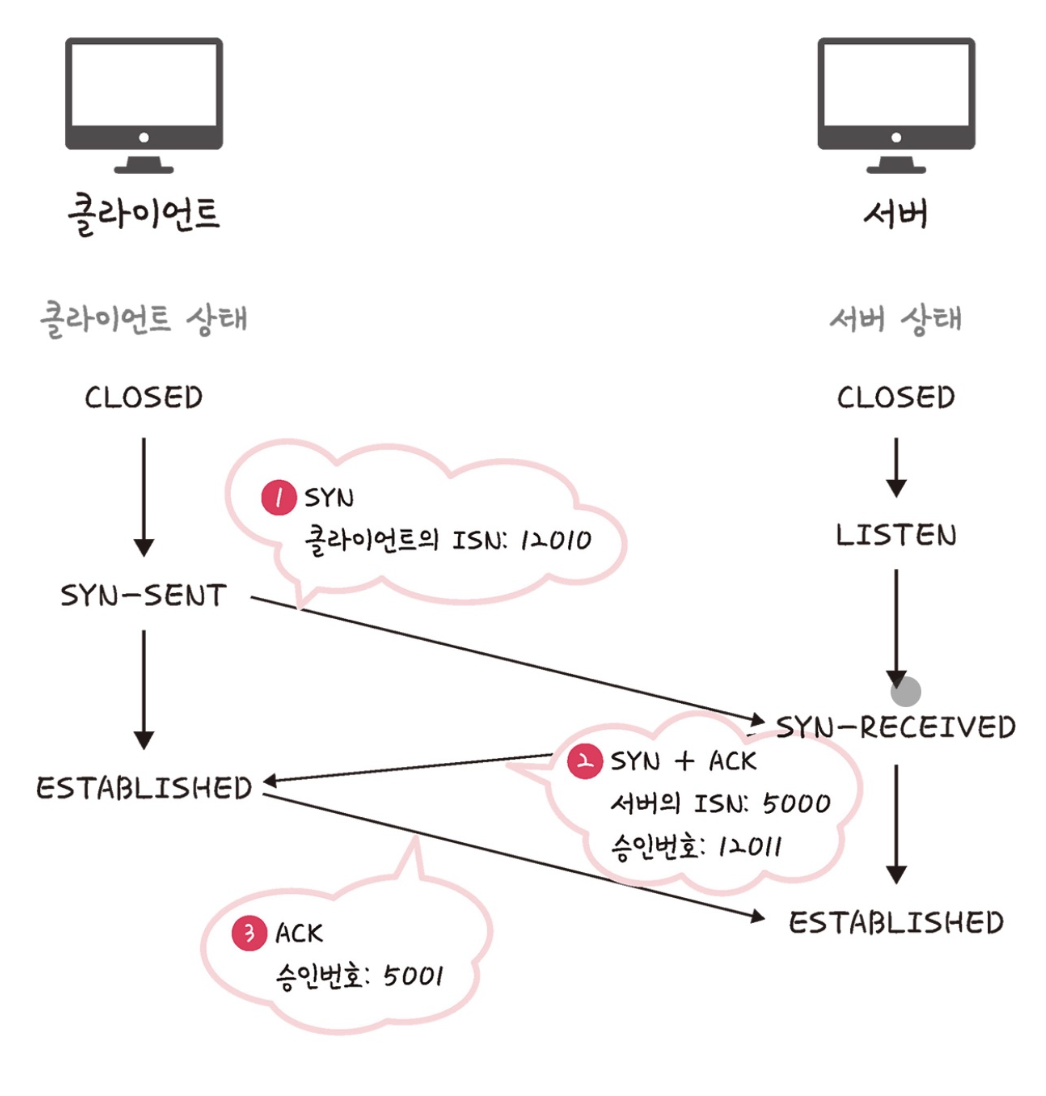 클라이언트
서버
클라이언트 상태
서버 상태
CLOSED
CLOSED
1 SYN
클라이언트의 ISN: 12010
LISTEN
SYN-SENT
SYN-RECEIVED
2 SYN + ACK
서버의 ISN: 5000
승인번호: 12011
ESTABLISHED
ESTABLISHED
3 ACK
승인번호: 5001